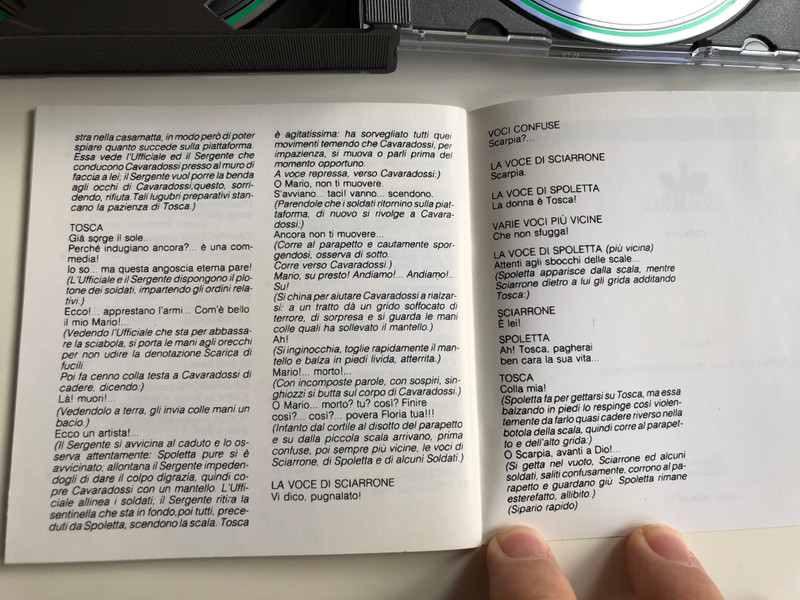 stra nella casamatta, in modo però di poter
spiare quanto succede sulla piattaforma.
Essa vede l'Ufficiale ed il Sergente che
conducono Cavaradossi presso al muro di
faccia a lei; il Sergente vuol porre la benda
agli occhi di Cavaradossi;questo, sorri-
dendo, rifiuta. Tali lugubri preparativi stan-
cano la pazienza di Tosca.)
TOSCA
Già sorge il sole...
Perché indugiano ancora?... è una com-
media!
Io so... ma questa angoscia eterna pare!
(L'Ufficiale e il Sergente dispongono il plo-
tone dei soldati, impartendo gli ordini rela-
tivi.)
Ecco!... apprestano l'armi... Com'è bello
il mio Mario!...
(Vedendo l'Ufficiale che sta per abbassa-
re la sciabola, si porta le mani agli orecchi
per non udire la denotazione. Scarica di
fucili.
Poi fa cenno colla testa a Cavaradossi di
cadere, dicendo:)
Là! muori!...
(Vedendolo a terra, gli invia colle mani un
bacio.)
Ecco un artista!...
(Il Sergente si avvicina al caduto e lo os-
serva attentamente: Spoletta pure si è
avvicinato; allontana il Sergente impeden-
dogli di dare il colpo digrazia, quindi co-
pre Cavaradossi con un mantello. L'Uffi-
ciale allinea i soldati; il Sergente ritira la
sentinella che sta in fondo,poi tutti, prece-
duti da Spoletta, scendono la scala. Tosca
è agitatissima: ha sorvegliato tutti quei
movimenti temendo che Cavaradossi, per
impazienza, si muova o parli prima del
momento opportuno.
A voce repressa, verso Cavaradossi:)
O Mario, non ti muovere.
S'avviano... taci! vanno... scendono.
(Parendole che i soldati ritornino sulla piat-
taforma, di nuovo si rivolge a Cavara-
dossi:)
Ancora non ti muovere...
(Corre al parapetto e cautamente spor-
gendosi, osserva di sotto.
Corre verso Cavaradossi.)
Mario, su presto! Andiamo!... Andiamo!...
Su!
(Si china per aiutare Cavaradossi a rialzar-
si: a un tratto dà un grido soffocato di
terrore, di sorpresa e si guarda le mani
colle quali ha sollevato il mantello.)
Ah!
(Si inginocchia, toglie rapidamente il man-
tello e balza in piedi livida, atterrita.)
Mario!... morto!...
(Con incomposte parole, con sospiri, sin-
ghiozzi si butta sul corpo di Cavaradossi.)
O Mario... morto? tu? così? Finire
così?... così?... povera Floria tua!!!
(Intanto dal cortile al disotto del parapetto
e su dalla piccola scala arrivano, prima
confuse, poi sempre più vicine, le voci di
Sciarrone, di Spoletta e di alcuni Soldati.)
LA VOCE DI SCIARRONE
Vi dico, pugnalato!
VOCI CONFUSE
Scarpia?...
LA VOCE DI SCIARRONE
Scarpia.
LA VOCE DI SPOLETTA
La donna è Tosca!
VARIE VOCI PIÙ VICINE
Che non sfugga!
LA VOCE DI SPOLETTA (più vicina)
Attenti agli sbocchi delle scale...
(Spoletta apparisce dalla scala, mentre
Sciarrone dietro a lui gli grida additando
Tosca:)
SCIARRONE
È lei!
SPOLETTA
Ah! Tosca, pagherai
ben cara la sua vita...
TOSCA
Colla mia!
(Spoletta fa per gettarsi su Tosca, ma essa
balzando in piedi lo respinge così violen-
temente da farlo quasi cadere riverso nella
botola della scala, quindi corre al parapet-
to e dell'alto grida:)
O Scarpia, avanti a Dio!...
(Si getta nel vuoto, Sciarrone ed alcuni
soldati, saliti confusamente, corrono al pa-
rapetto e guardano giù. Spoletta rimane
esterefatto, allibito.)
(Sipario rapido)